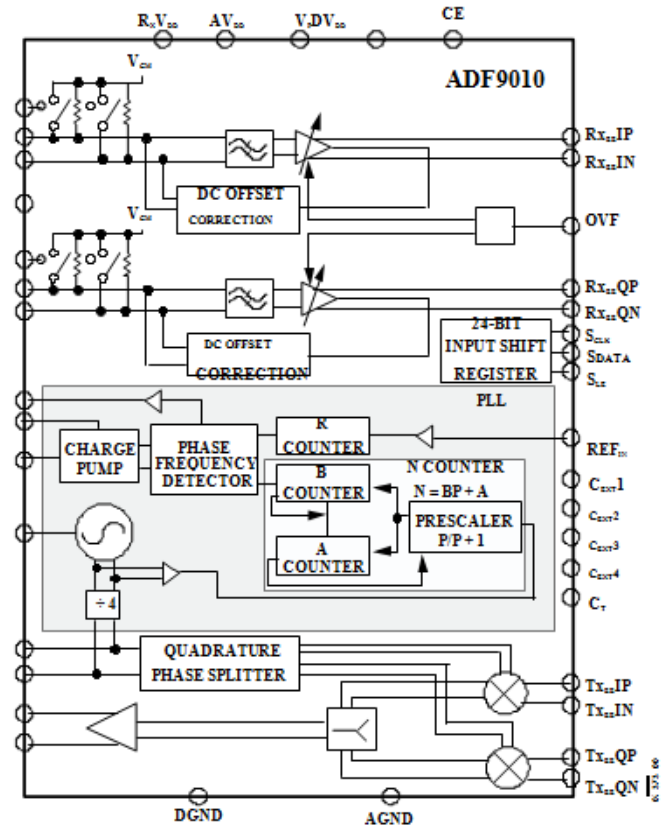 RxVDD AVDD VPDVDD CE
VCM
ADF9010
RxBBIP
RxBBIN
DC OFFSET
CORRECTION
OVF
VCM
RxBBQP
RxBBQN
24-BIT
INPUT SHIFT
REGISTER
SCLK
SDATA
SLE
DC OFFSET
CORRECTION
PLL
CHARGE
PUMP
PHASE
FREQUENCY
DETECTOR
R
COUNTER
REFIN
N COUNTER
N = BP + A
B
COUNTER
A
COUNTER
PRESCALER
P/P + 1
CEXT1
CEXT2
CEXT3
CEXT4
CT
÷ 4
QUADRATURE
PHASE SPLITTER
TxBBIP
TxBBIN
TxBBQP
TxBBQN
DGND
AGND